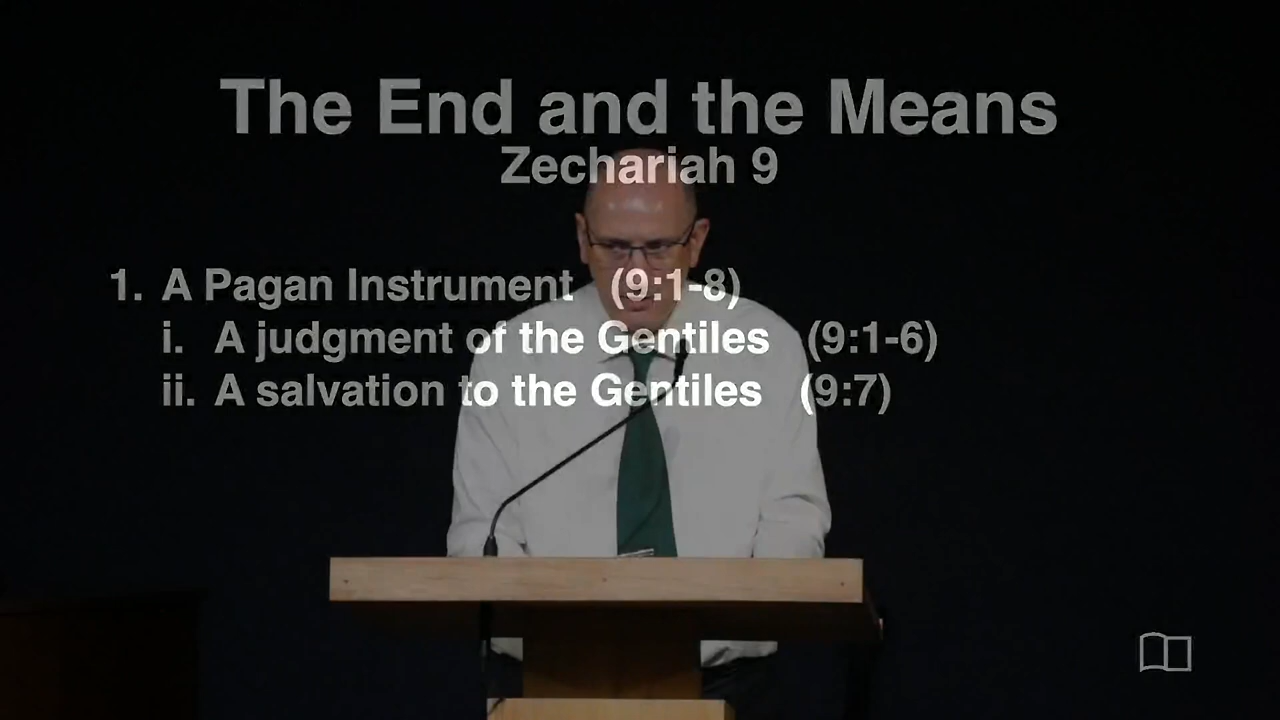 The End and the Means
Zechariah 9
1. A Pagan Instrument (9:1-8)
i. A judgment of the Gentiles (9:1-6)
ii. A salvation to the Gentiles (9:7)